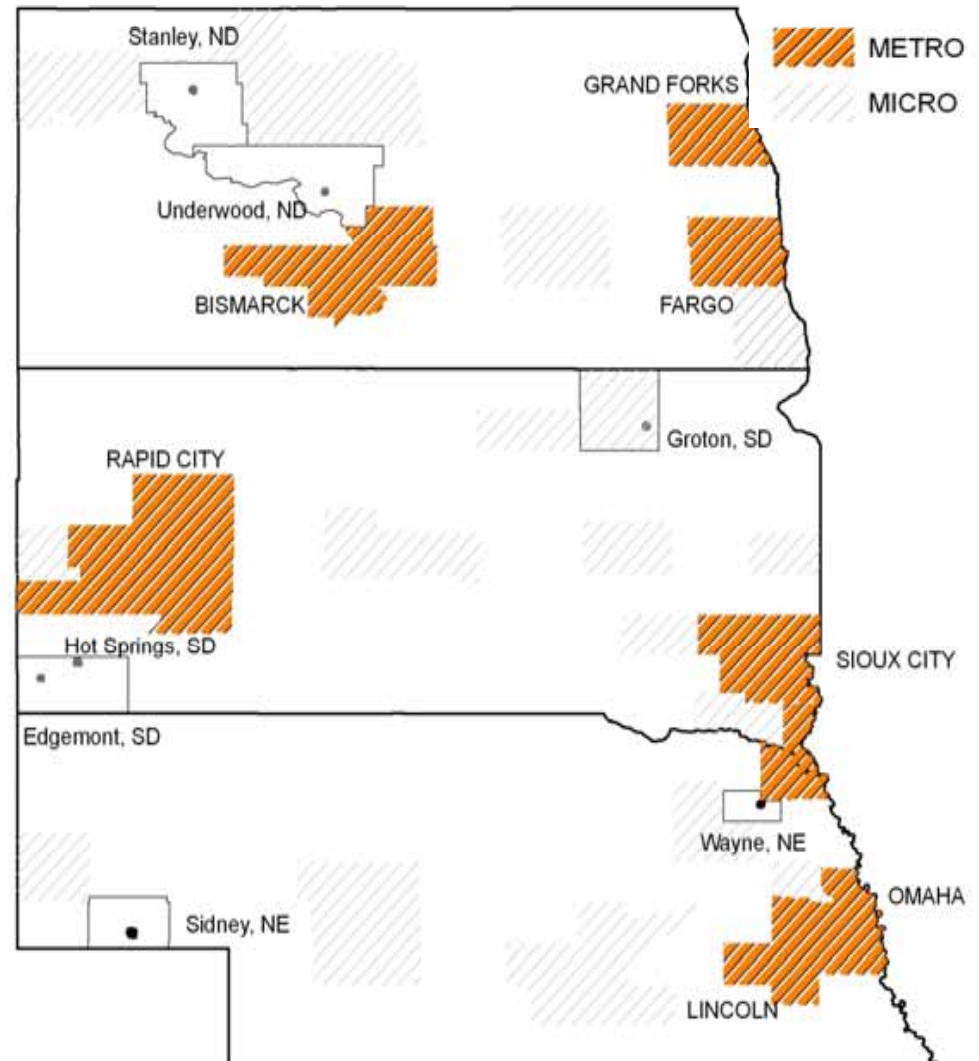 Stanley, ND
METRO
GRAND FORKS
MICRO
Underwood, ND
BISMARCK
FARGO
Groton, SD
RAPID CITY
Hot Springs, SD
SIOUX CITY
Edgemont, SD
Wayne, NE
OMAHA
Sidney, NE
LINCOLN